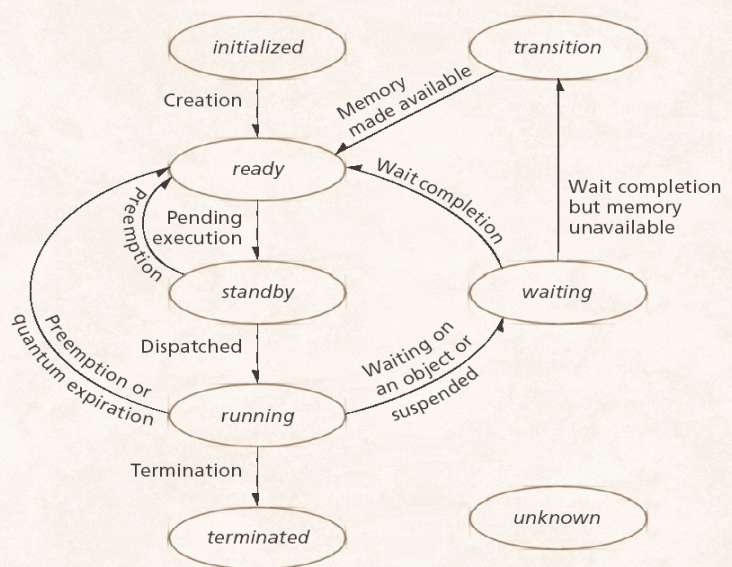 initialized
transition
Creation
Memory
made available
ready
Wait completion
Preemption
Pending
execution
Wait completion
but memory
unavailable
standby
waiting
Dispatched
Waiting on
an object or
suspended
Preemption or
quantum expiration
running
Termination
unknown
terminated